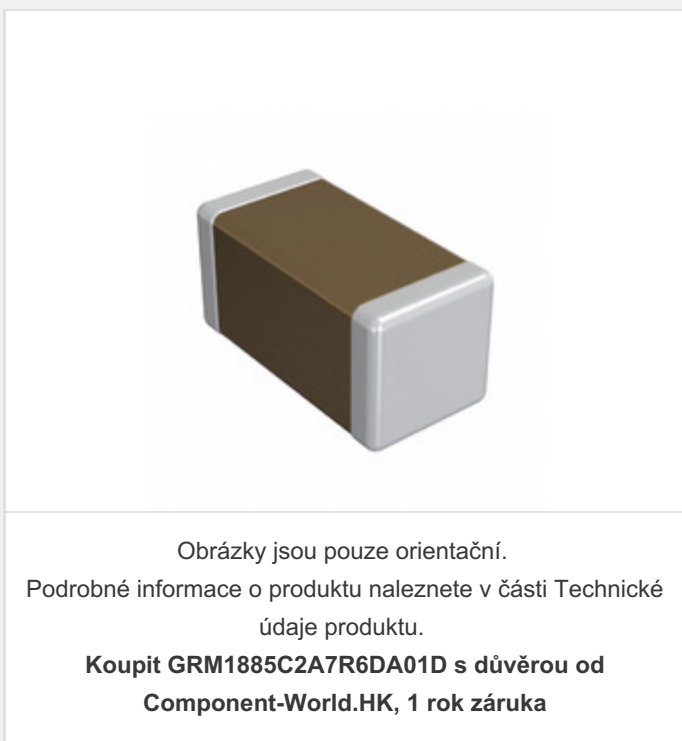 Obrázky jsou pouze orientační.
Podrobné informace o produktu naleznete v části Technické
údaje produktu.
Koupit GRM1885C2A7R6DA01D s důvěrou od
Component-World.HK, 1 rok záruka